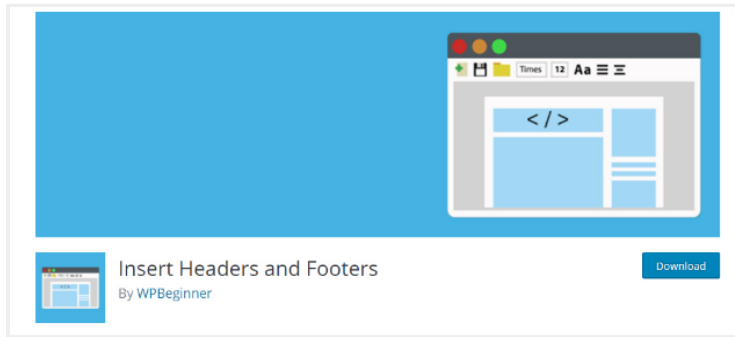 Times 12 Aa
< / >
Insert Headers and Footers
Download
By WPBeginner